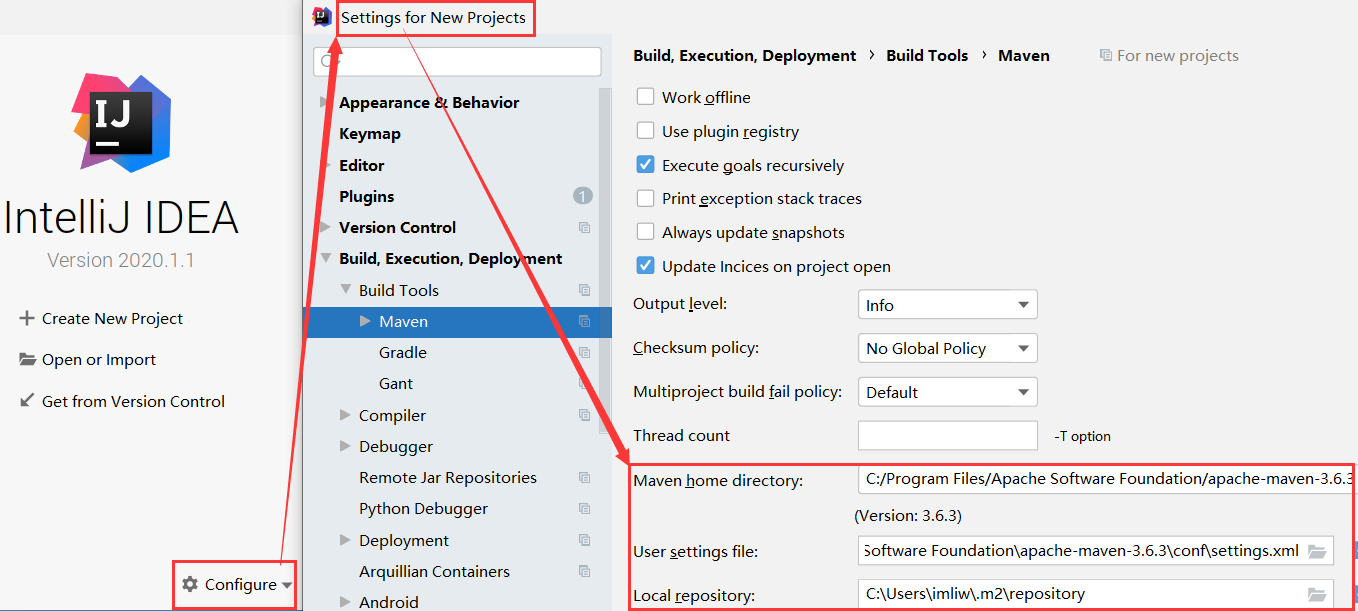 IJ
IntelliJ IDEA
Version 2020.1.1
Create New Project
Open or Import
Get from Version Control
Configure
Settings for New Projects
Appearance & Behavior
Keymap
Editor
Plugins 1
Version Control
Build, Execution, Deployment
Build Tools
Maven
Gradle
Gant
Compiler
Debugger
Remote Jar Repositories
Python Debugger
Deployment
Arquillian Containers
Android
Build, Execution, Deployment › Build Tools › Maven For new projects
Work offline
Use plugin registry
Execute goals recursively
Print exception stack traces
Always update snapshots
Update Incices on project open
Output level: Info
Checksum policy: No Global Policy
Multiproject build fail policy: Default
Thread count -T option
Maven home directory: C:/Program Files/Apache Software Foundation/apache-maven-3.6.3
(Version: 3.6.3)
User settings file: Software Foundation\apache-maven-3.6.3\conf\settings.xml
Local repository: C:\Users\imliw\.m2\repository